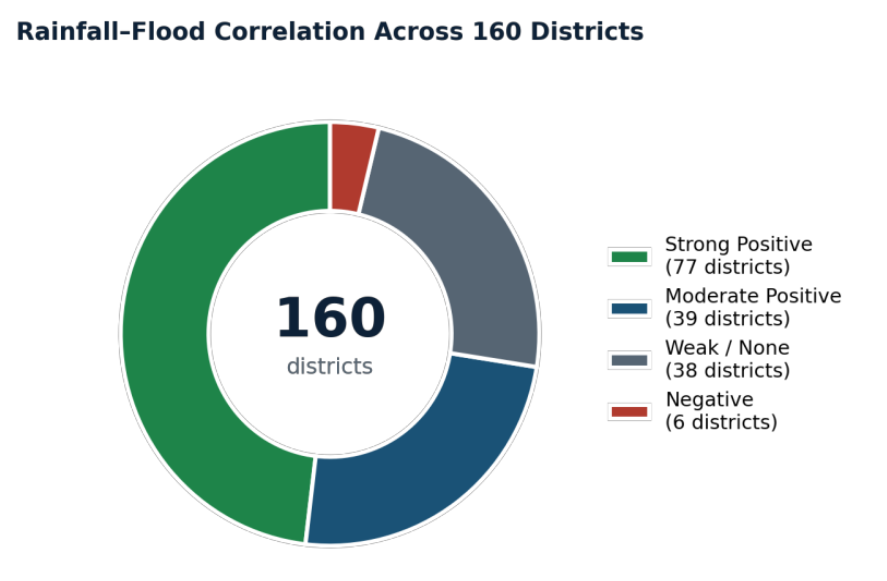 Rainfall–Flood Correlation Across 160 Districts
160
districts
Strong Positive
(77 districts)
Moderate Positive
(39 districts)
Weak / None
(38 districts)
Negative
(6 districts)